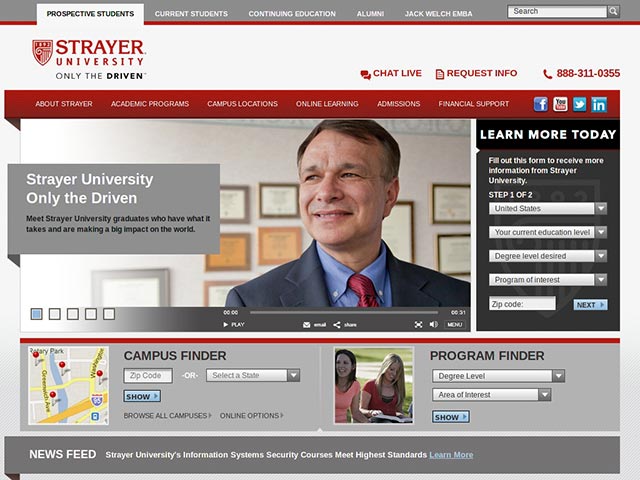 PROSPECTIVE STUDENTS CURRENT STUDENTS CONTINUING EDUCATION ALUMNI JACK WELCH EMBA Search
STRAYER
UNIVERSITY
ONLY THE DRIVEN
CHAT LIVE REQUEST INFO 888-311-0355
ABOUT STRAYER ACADEMIC PROGRAMS CAMPUS LOCATIONS ONLINE LEARNING ADMISSIONS FINANCIAL SUPPORT
Strayer University
Only the Driven
Meet Strayer University graduates who have what it
takes and are making a big impact on the world.
00:00 00:31
PLAY email share MENU
LEARN MORE TODAY
Fill out this form to receive more
information from Strayer
University.
STEP 1 OF 2
United States
Your current education level
Degree level desired
Program of interest
Zip code: NEXT
CAMPUS FINDER
Zip Code -OR- Select a State
SHOW
BROWSE ALL CAMPUSES ONLINE OPTIONS
PROGRAM FINDER
Degree Level
Area of Interest
SHOW
NEWS FEED Strayer University's Information Systems Security Courses Meet Highest Standards Learn More